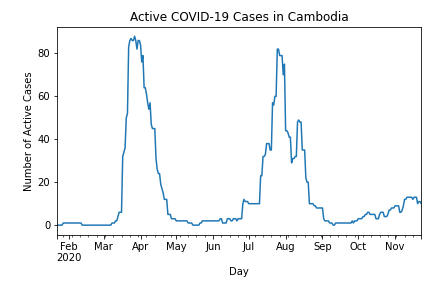 Active COVID-19 Cases in Cambodia
Number of Active Cases
80
60
40
20
0
Feb Mar Apr May Jun Jul Aug Sep Oct Nov
2020
Day